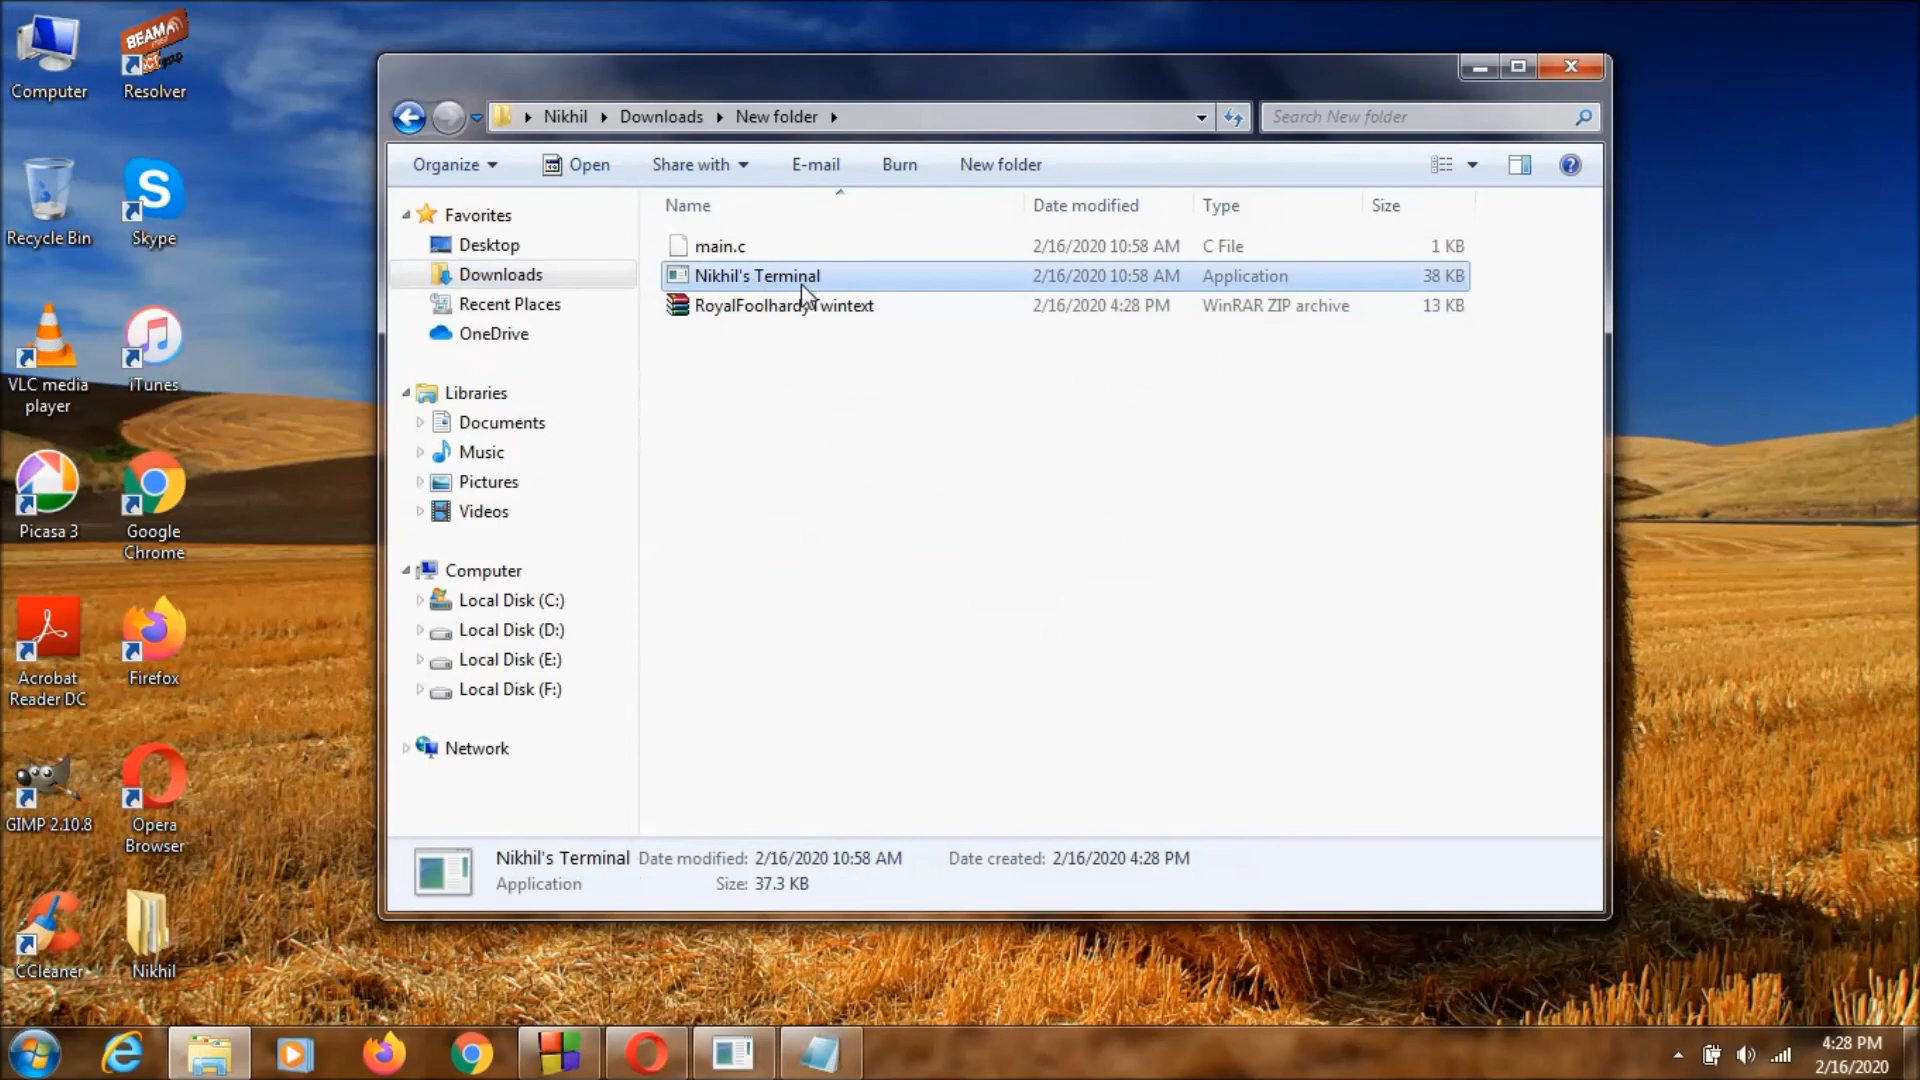 Computer
BEAMA
Resolver
Recycle Bin
Skype
VLC media
player
iTunes
Picasa 3
Google
Chrome
Acrobat
Reader DC
Firefox
GIMP 2.10.8
Opera
Browser
CCleaner
Nikhil
Nikhil
Downloads
New folder
Search New folder
Organize
Open
Share with
E-mail
Burn
New folder
Favorites
Desktop
Downloads
Recent Places
OneDrive
Libraries
Documents
Music
Pictures
Videos
Computer
Local Disk (C:)
Local Disk (D:)
Local Disk (E:)
Local Disk (F:)
Network
Name Date modified Type Size
main.c 2/16/2020 10:58 AM C File 1 KB
Nikhil's Terminal 2/16/2020 10:58 AM Application 38 KB
RoyalFoolhardyTwintext 2/16/2020 4:28 PM WinRAR ZIP archive 13 KB
Nikhil's Terminal Date modified: 2/16/2020 10:58 AM Date created: 2/16/2020 4:28 PM
Application Size: 37.3 KB
4:28 PM
2/16/2020